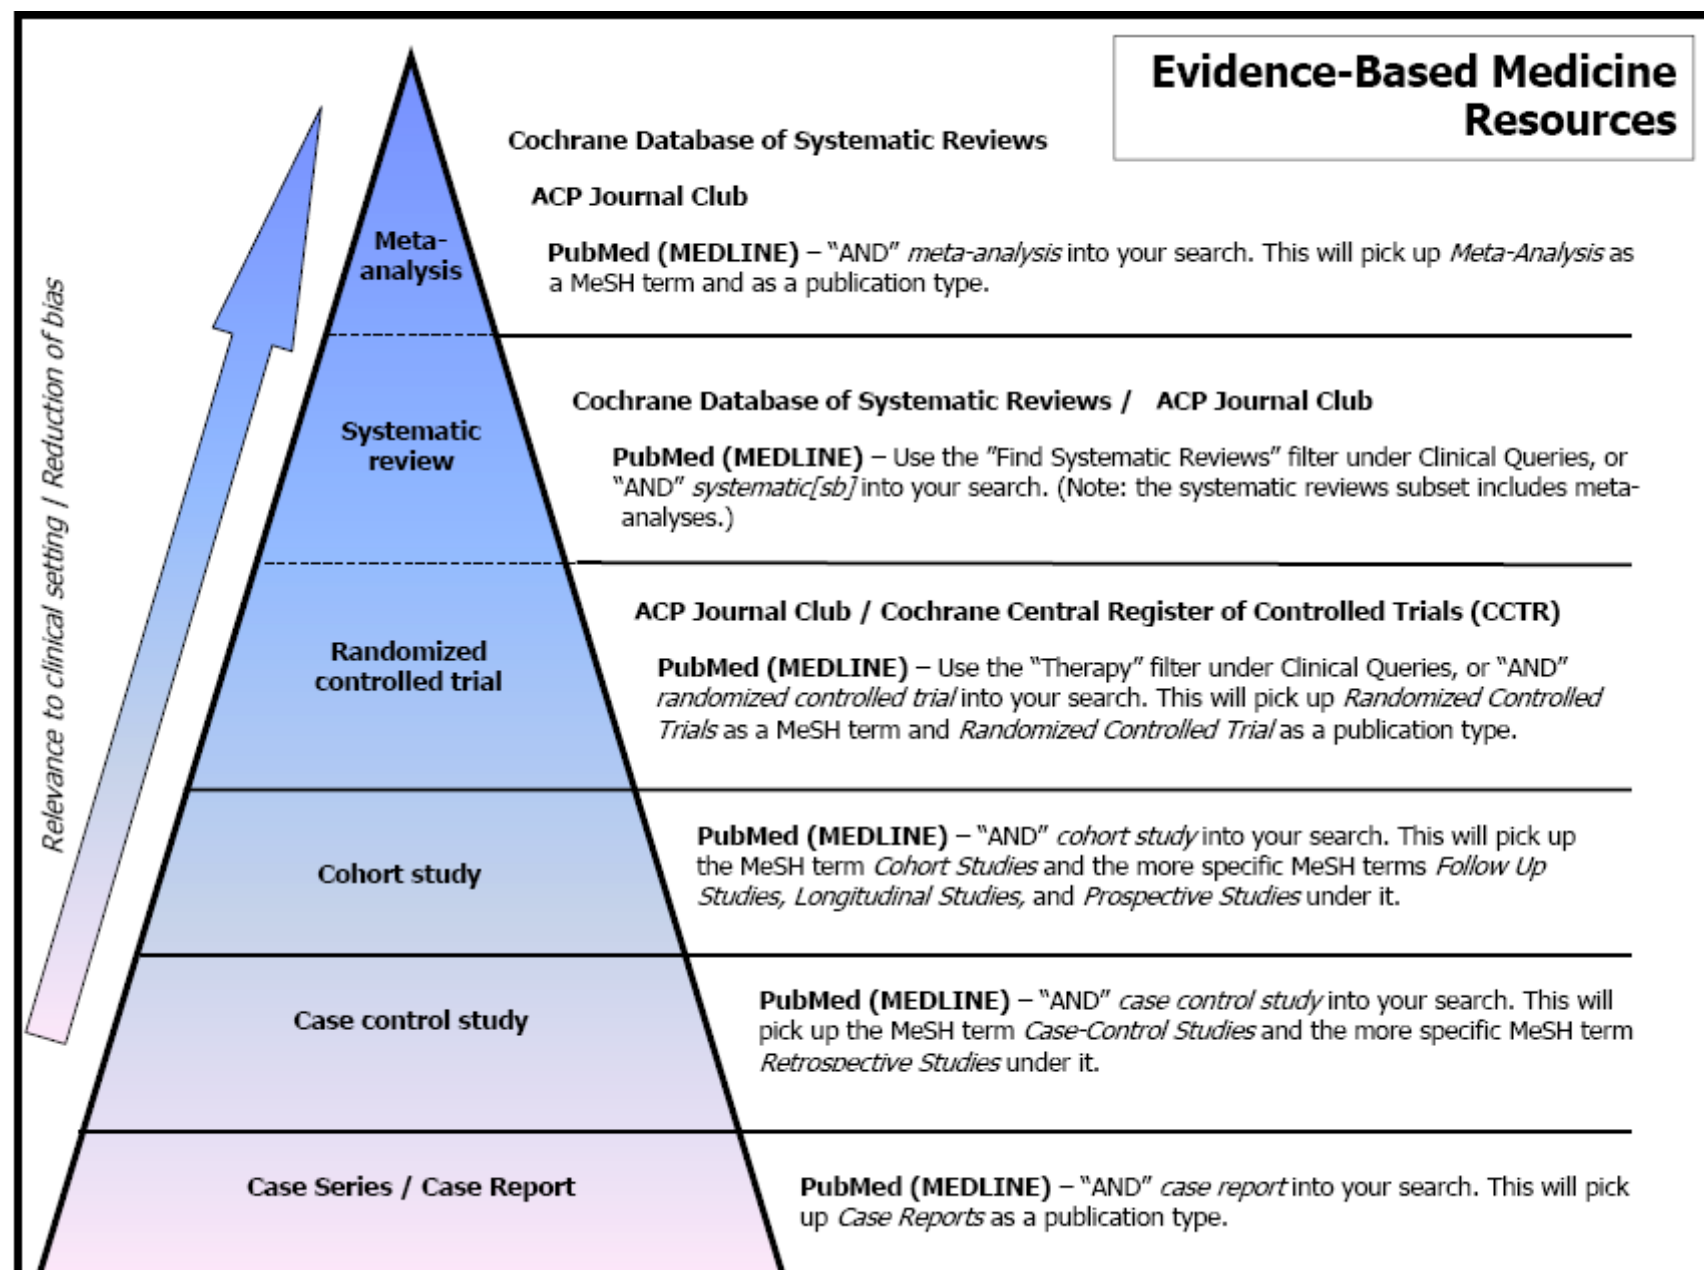 Evidence-Based Medicine
Resources
Cochrane Database of Systematic Reviews
ACP Journal Club
Meta-
analysis
PubMed (MEDLINE) – “AND” meta-analysis into your search. This will pick up Meta-Analysis as
a MeSH term and as a publication type.
Relevance to clinical setting | Reduction of bias
Cochrane Database of Systematic Reviews / ACP Journal Club
Systematic
review
PubMed (MEDLINE) – Use the ”Find Systematic Reviews” filter under Clinical Queries, or
“AND” systematic[sb] into your search. (Note: the systematic reviews subset includes meta-
analyses.)
ACP Journal Club / Cochrane Central Register of Controlled Trials (CCTR)
Randomized
controlled trial
PubMed (MEDLINE) – Use the “Therapy” filter under Clinical Queries, or “AND”
randomized controlled trial into your search. This will pick up Randomized Controlled
Trials as a MeSH term and Randomized Controlled Trial as a publication type.
Cohort study
PubMed (MEDLINE) – “AND” cohort study into your search. This will pick up
the MeSH term Cohort Studies and the more specific MeSH terms Follow Up
Studies, Longitudinal Studies, and Prospective Studies under it.
Case control study
PubMed (MEDLINE) – “AND” case control study into your search. This will
pick up the MeSH term Case-Control Studies and the more specific MeSH term
Retrospective Studies under it.
Case Series / Case Report
PubMed (MEDLINE) – “AND” case report into your search. This will pick
up Case Reports as a publication type.